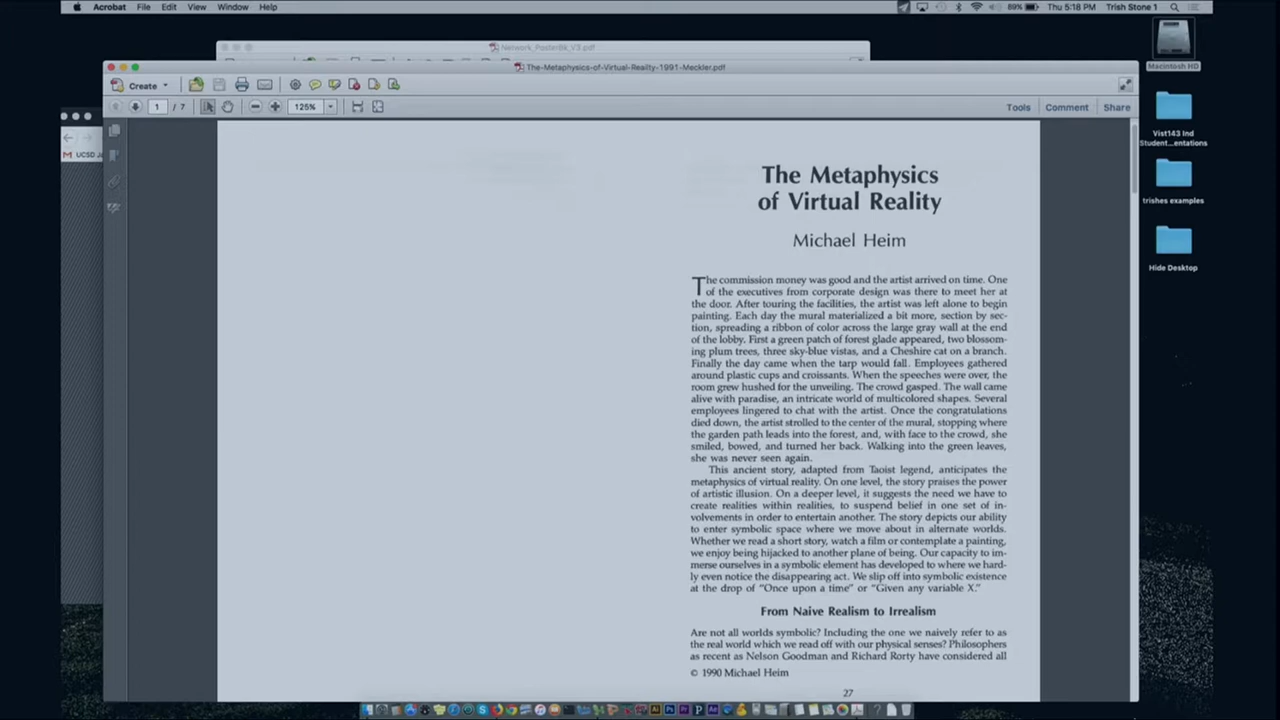 Acrobat File Edit View Window Help
89% Thu 5:18 PM Trish Stone 1
Network_PosterBk_V3.pdf
The-Metaphysics-of-Virtual-Reality-1991-Meckler.pdf
Macintosh HD
Create
1 / 7
125%
Tools Comment Share
UCSD
Vist143 Ind
Student...entations
trishes examples
Hide Desktop
The Metaphysics
of Virtual Reality
Michael Heim
The commission money was good and the artist arrived on time. One
of the executives from corporate design was there to meet her at
the door. After touring the facilities, the artist was left alone to begin
painting. Each day the mural materialized a bit more, section by sec-
tion, spreading a ribbon of color across the large gray wall at the end
of the lobby. First a green patch of forest glade appeared, two blossom-
ing plum trees, three sky-blue vistas, and a Cheshire cat on a branch.
Finally the day came when the tarp would fall. Employees gathered
around plastic cups and croissants. When the speeches were over, the
room grew hushed for the unveiling. The crowd gasped. The wall came
alive with paradise, an intricate world of multicolored shapes. Several
employees lingered to chat with the artist. Once the congratulations
died down, the artist strolled to the center of the mural, stopping where
the garden path leads into the forest, and, with face to the crowd, she
smiled, bowed, and turned her back. Walking into the green leaves,
she was never seen again.
This ancient story, adapted from Taoist legend, anticipates the
metaphysics of virtual reality. On one level, the story praises the power
of artistic illusion. On a deeper level, it suggests the need we have to
create realities within realities, to suspend belief in one set of in-
volvements in order to entertain another. The story depicts our ability
to enter symbolic space where we move about in alternate worlds.
Whether we read a short story, watch a film or contemplate a painting,
we enjoy being hijacked to another plane of being. Our capacity to im-
merse ourselves in a symbolic element has developed to where we hard-
ly even notice the disappearing act. We slip off into symbolic existence
at the drop of “Once upon a time” or “Given any variable X.”
From Naive Realism to Irrealism
Are not all worlds symbolic? Including the one we naively refer to as
the real world which we read off with our physical senses? Philosophers
as recent as Nelson Goodman and Richard Rorty have considered all
© 1990 Michael Heim
27